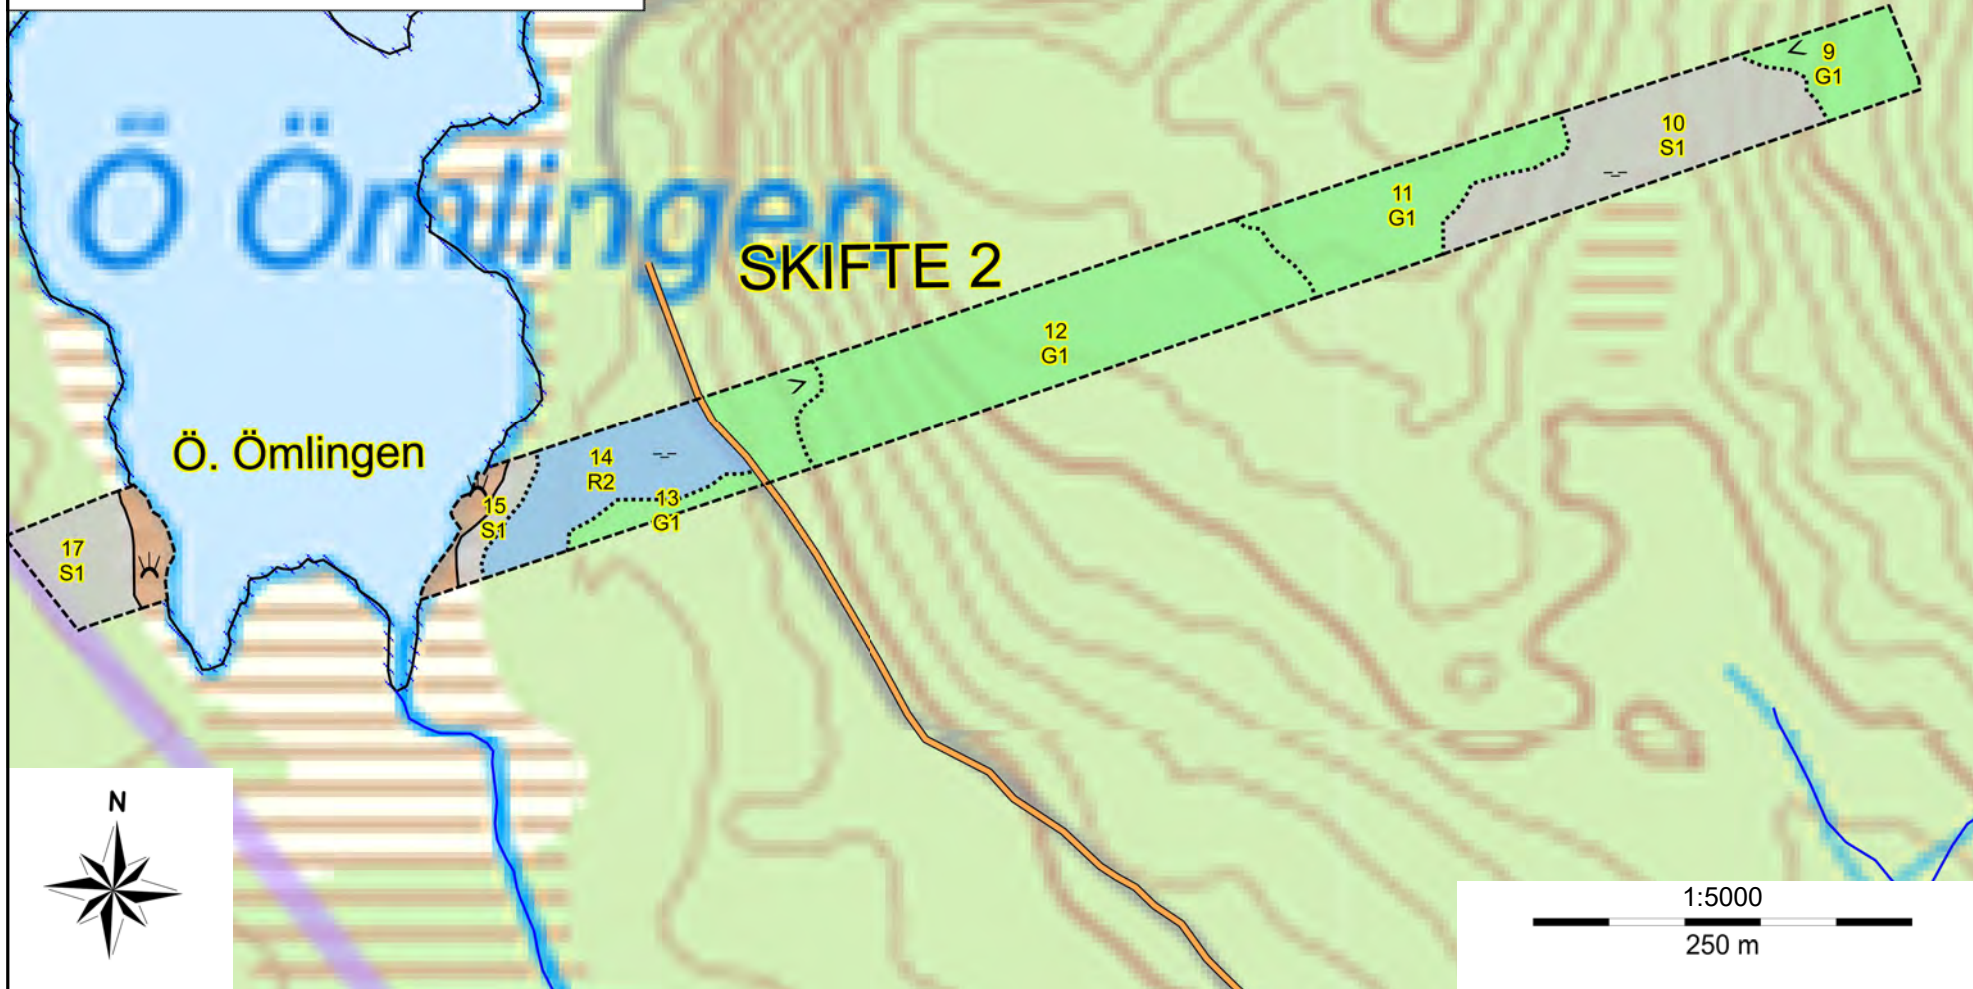 9
G1
10
S1
11
G1
Ö Ömlingen
SKIFTE 2
12
G1
Ö. Ömlingen
14
R2
13
G1
15
S1
17
S1
N
1:5000
250 m